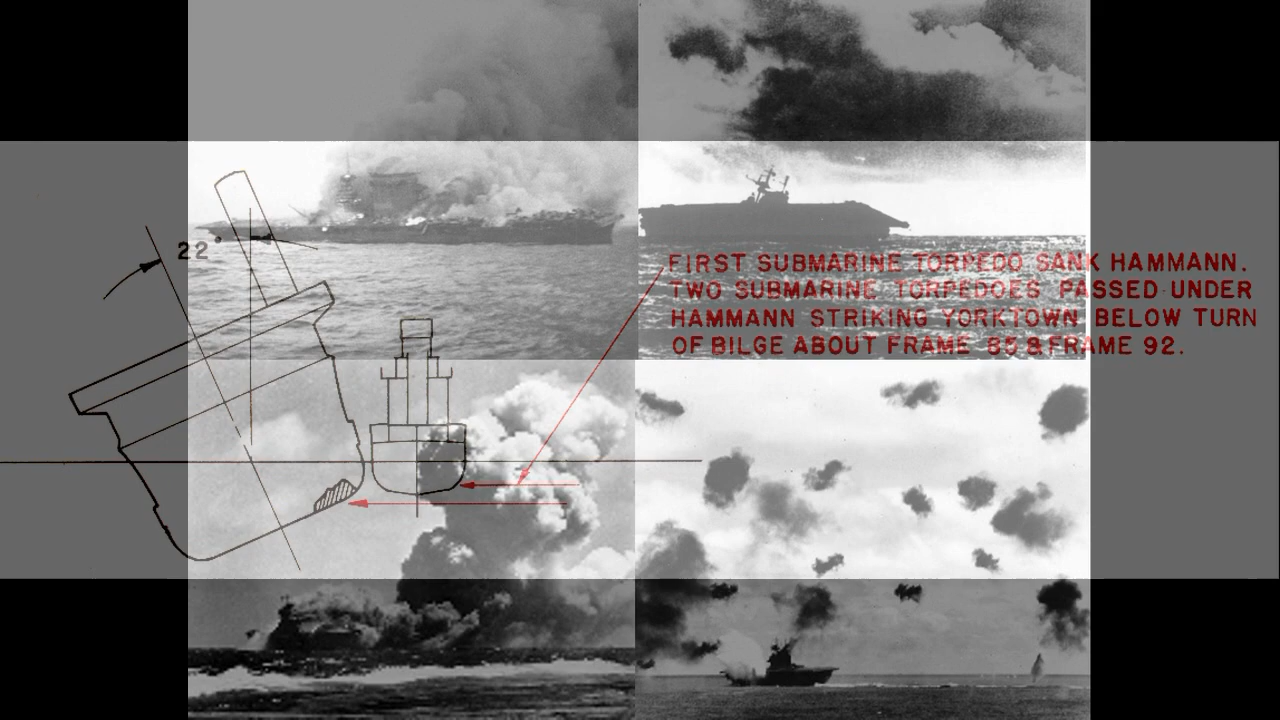 22°
FIRST SUBMARINE TORPEDO SANK HAMMANN.
TWO SUBMARINE TORPEDOES PASSED UNDER
HAMMANN STRIKING YORKTOWN BELOW TURN
OF BILGE ABOUT FRAME 85 & FRAME 92.